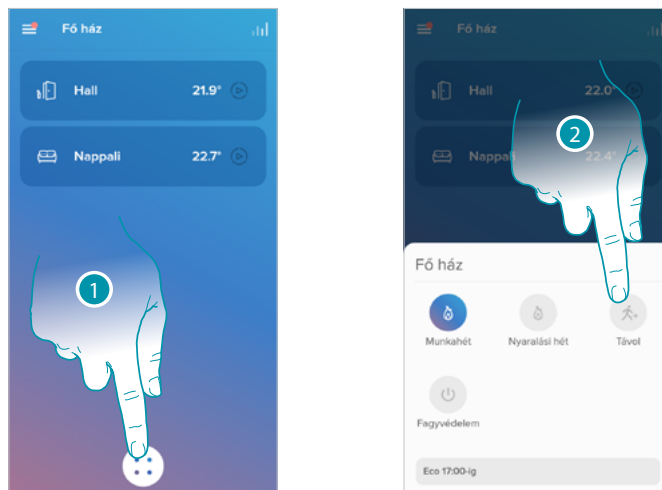 Fő ház
Hall 21.9°
Nappali 22.7°
1
Fő ház
Hall 22.0°
22.4°
2
Fő ház
Munkahét Nyaralási hét Távol
Fagyvédelem
Eco 17:00-ig